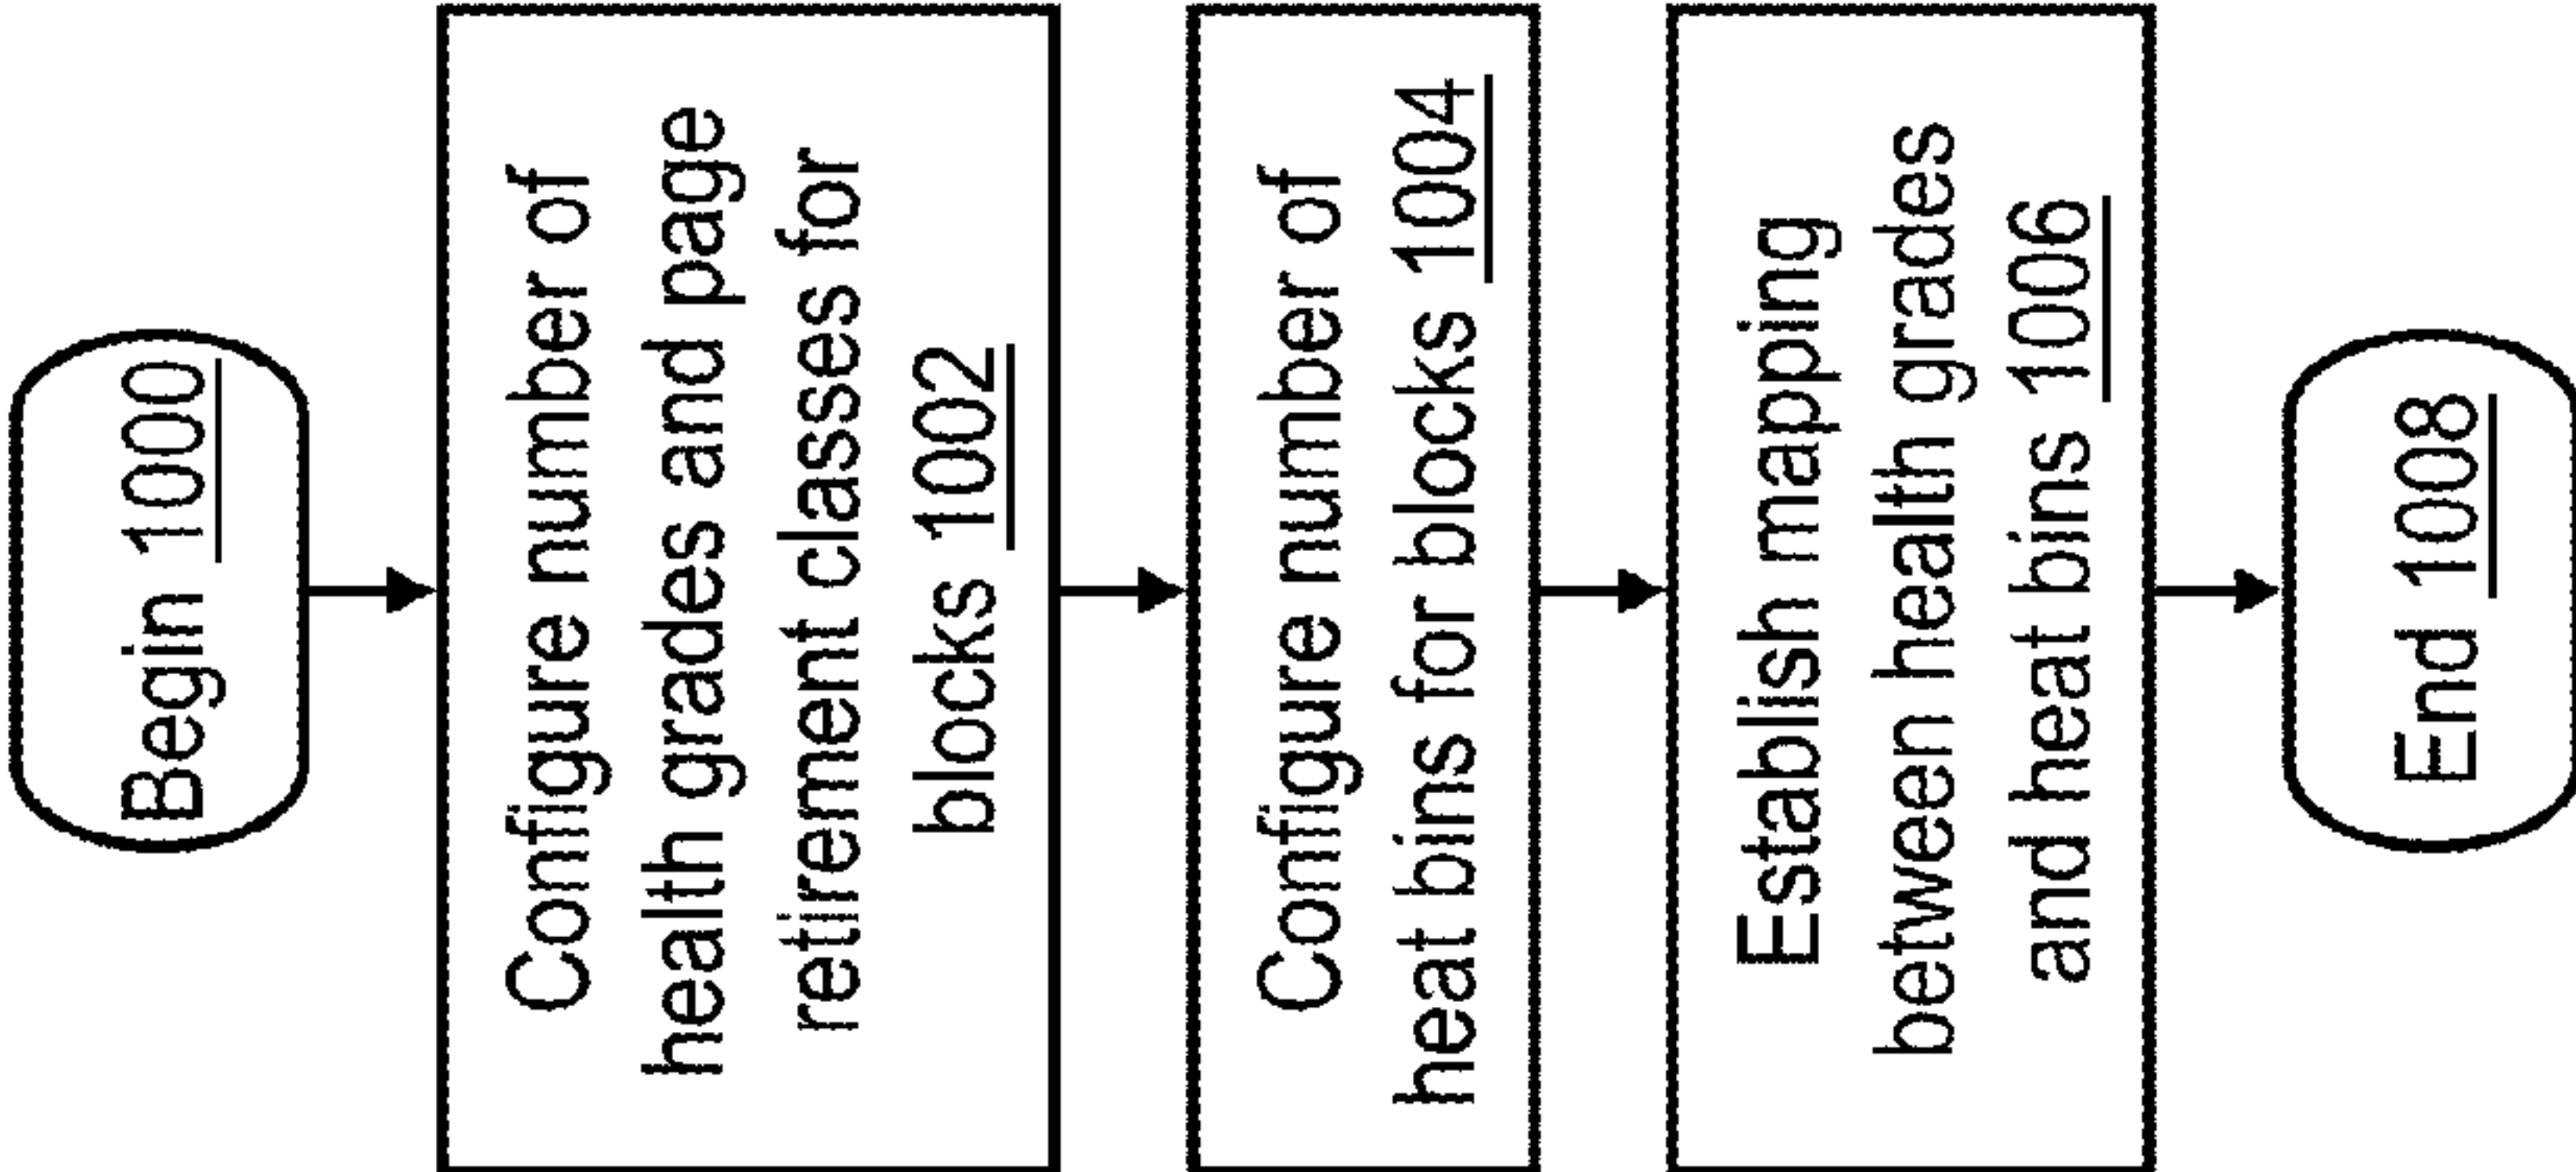 Begin 1000
Configure number of
health grades and page
retirement classes for
blocks 1002
Configure number of
heat bins for blocks 1004
Establish mapping
between health grades
and heat bins 1006
End 1008